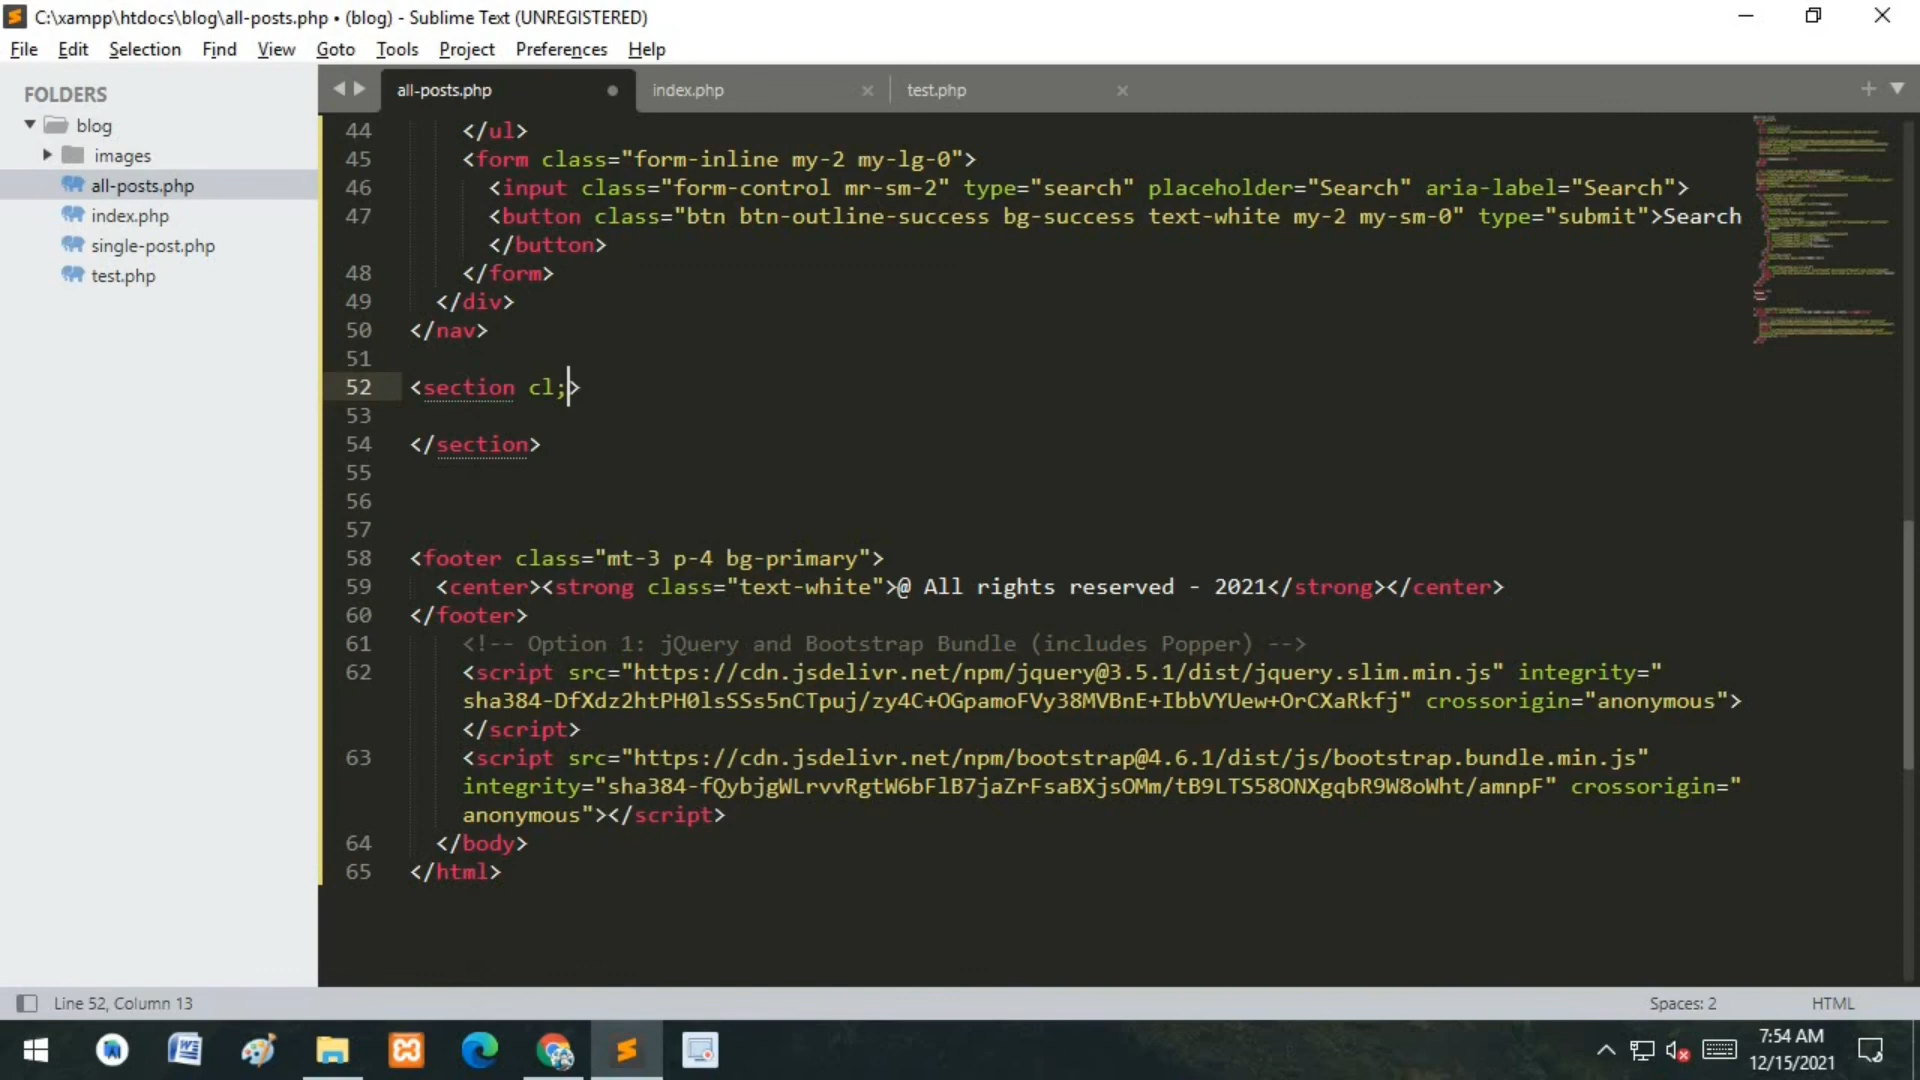 C:\xampp\htdocs\blog\all-posts.php • (blog) - Sublime Text (UNREGISTERED)
File Edit Selection Find View Goto Tools Project Preferences Help
FOLDERS
blog
images
all-posts.php
index.php
single-post.php
test.php
all-posts.php index.php test.php
44 </ul>
45 <form class="form-inline my-2 my-lg-0">
46 <input class="form-control mr-sm-2" type="search" placeholder="Search" aria-label="Search">
47 <button class="btn btn-outline-success bg-success text-white my-2 my-sm-0" type="submit">Search
</button>
48 </form>
49 </div>
50 </nav>
51
52 <section cl;>
53
54 </section>
55
56
57
58 <footer class="mt-3 p-4 bg-primary">
59 <center><strong class="text-white">@ All rights reserved - 2021</strong></center>
60 </footer>
61 <!-- Option 1: jQuery and Bootstrap Bundle (includes Popper) -->
62 <script src="https://cdn.jsdelivr.net/npm/jquery@3.5.1/dist/jquery.slim.min.js" integrity="
sha384-DfXdz2htPH0lsSSs5nCTpuj/zy4C+OGpamoFVy38MVBnE+IbbVYUew+OrCXaRkfj" crossorigin="anonymous">
</script>
63 <script src="https://cdn.jsdelivr.net/npm/bootstrap@4.6.1/dist/js/bootstrap.bundle.min.js"
integrity="sha384-fQybjgWLrvvRgtW6bFlB7jaZrFsaBXjsOMm/tB9LTS58ONXgqbR9W8oWht/amnpF" crossorigin="
anonymous"></script>
64 </body>
65 </html>
Line 52, Column 13
Spaces: 2
HTML
7:54 AM
12/15/2021